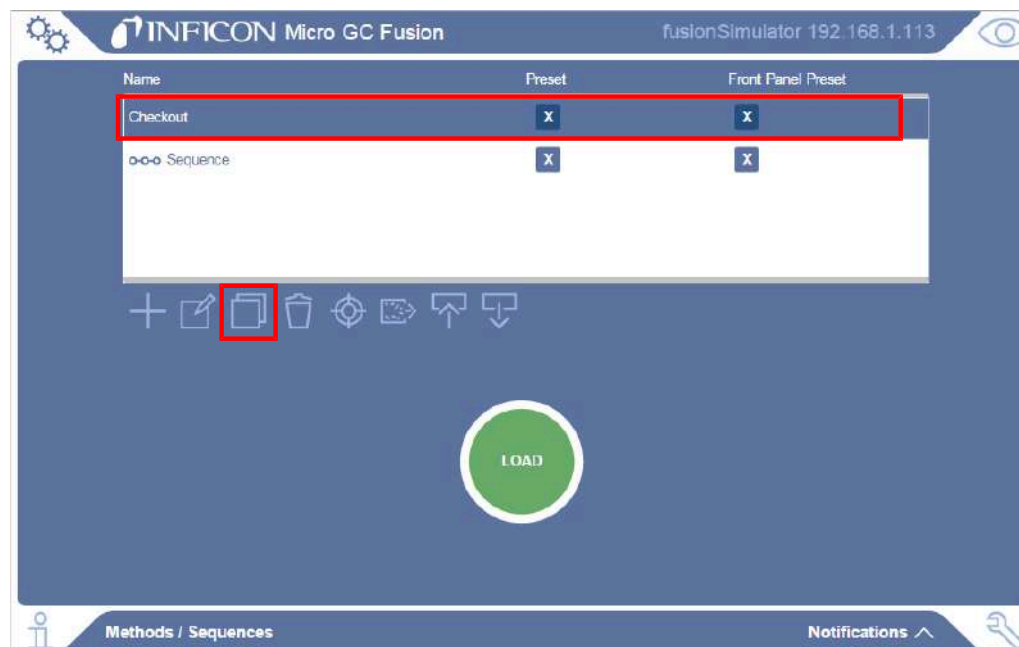 INFICON Micro GC Fusion fusionSimulator 192.168.1.113
Name Preset Front Panel Preset
Checkout X X
Sequence X X
LOAD
Methods / Sequences Notifications